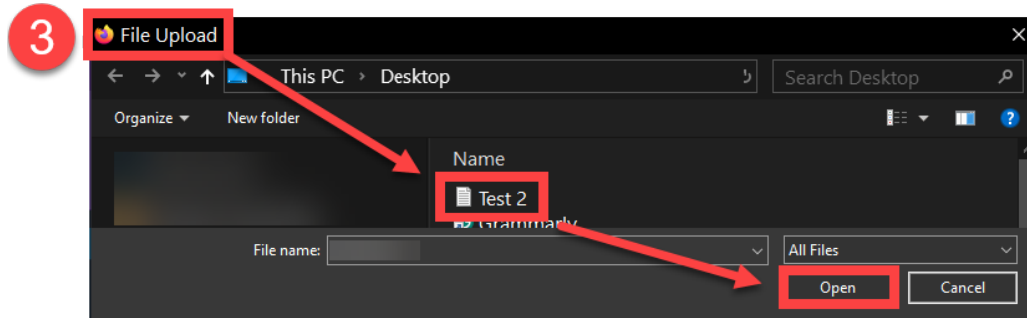 3
File Upload
This PC > Desktop
Search Desktop
Organize
New folder
?
Name
Test 2
Grammarly
File name:
All Files
Open
Cancel